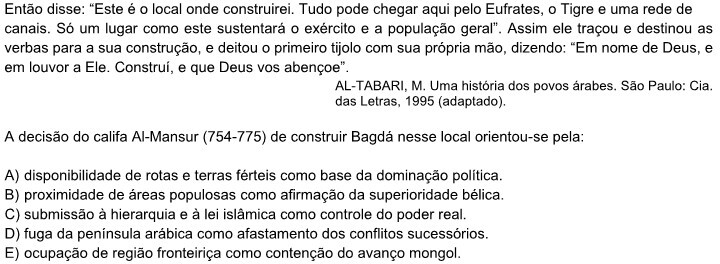 Então disse: “Este é o local onde construirei. Tudo pode chegar aqui pelo Eufrates, o Tigre e uma rede de
canais. Só um lugar como este sustentará o exército e a população geral”. Assim ele traçou e destinou as
verbas para a sua construção, e deitou o primeiro tijolo com sua própria mão, dizendo: “Em nome de Deus, e
em louvor a Ele. Construí, e que Deus vos abençoe”.
AL-TABARI, M. Uma história dos povos árabes. São Paulo: Cia.
das Letras, 1995 (adaptado).
A decisão do califa Al-Mansur (754-775) de construir Bagdá nesse local orientou-se pela:
A) disponibilidade de rotas e terras férteis como base da dominação política.
B) proximidade de áreas populosas como afirmação da superioridade bélica.
C) submissão à hierarquia e à lei islâmica como controle do poder real.
D) fuga da península arábica como afastamento dos conflitos sucessórios.
E) ocupação de região fronteiriça como contenção do avanço mongol.